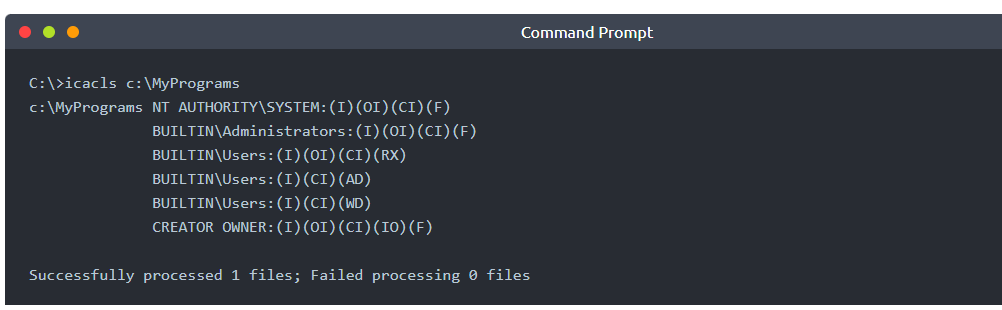 Command Prompt
C:\>icacls c:\MyPrograms
c:\MyPrograms NT AUTHORITY\SYSTEM:(I)(OI)(CI)(F)
              BUILTIN\Administrators:(I)(OI)(CI)(F)
              BUILTIN\Users:(I)(OI)(CI)(RX)
              BUILTIN\Users:(I)(CI)(AD)
              BUILTIN\Users:(I)(CI)(WD)
              CREATOR OWNER:(I)(OI)(CI)(IO)(F)
Successfully processed 1 files; Failed processing 0 files